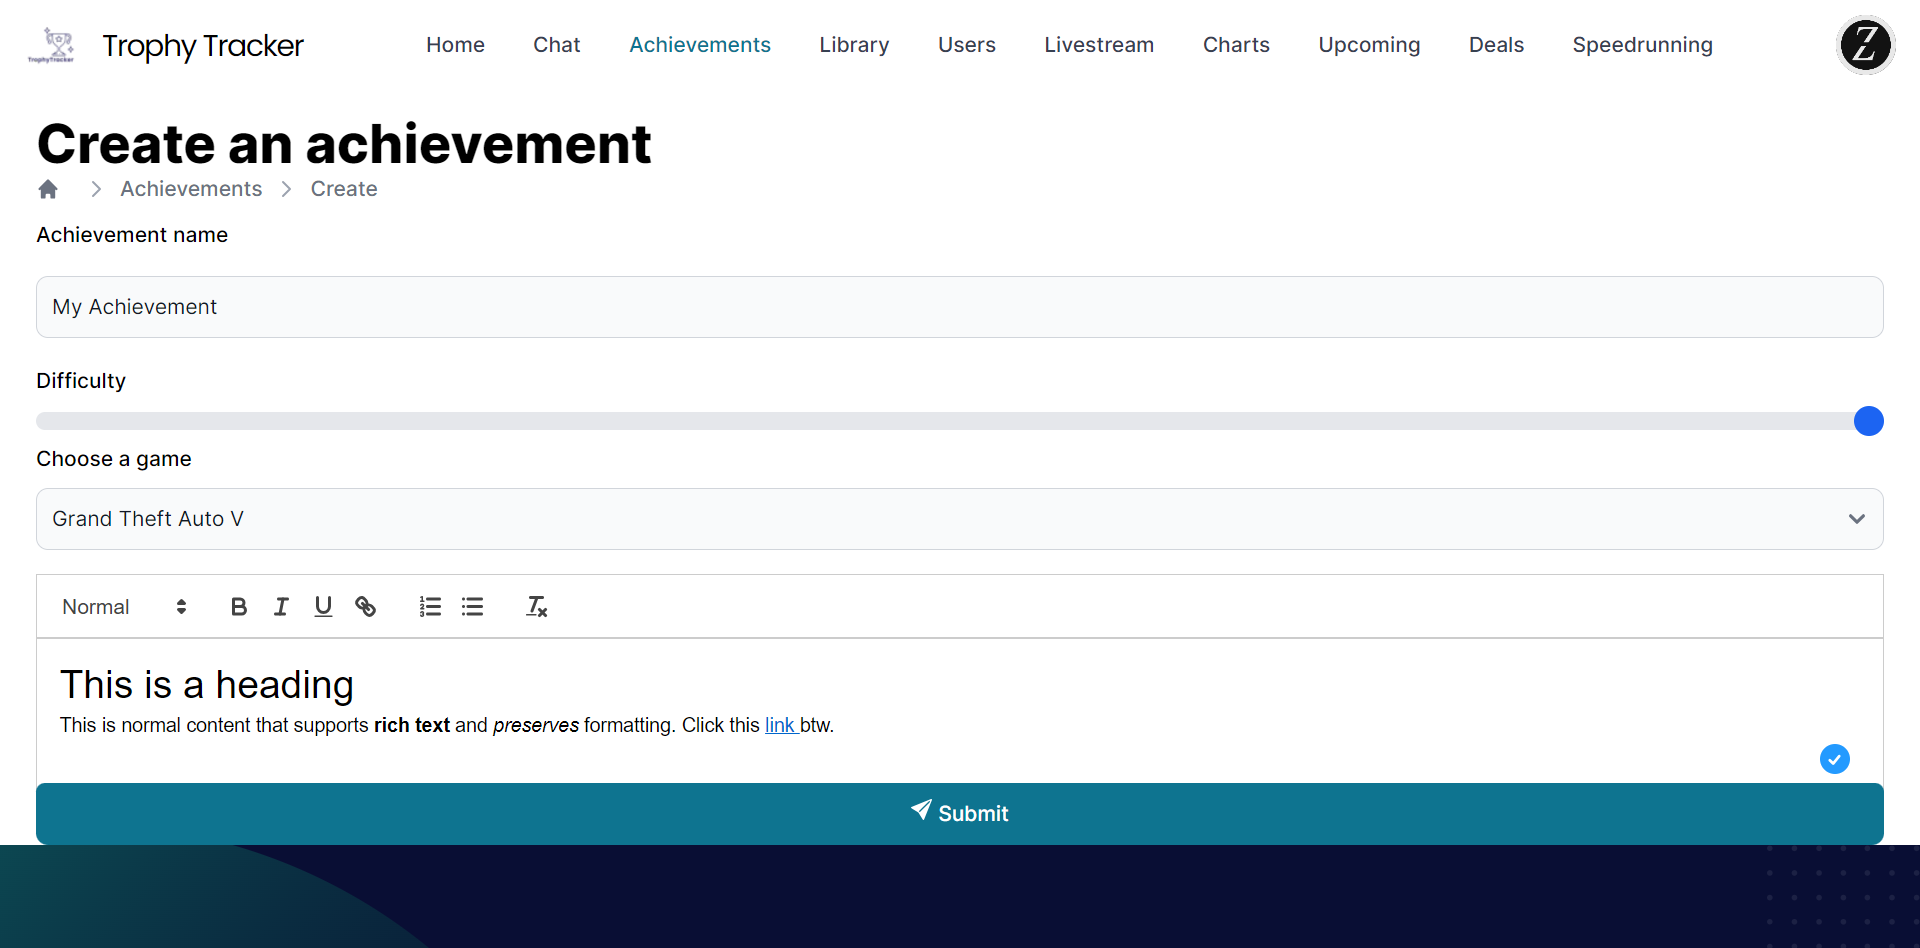 TrophyTracker
Trophy Tracker
Home Chat Achievements Library Users Livestream Charts Upcoming Deals Speedrunning
Z
Create an achievement
Achievements Create
Achievement name
My Achievement
Difficulty
Choose a game
Grand Theft Auto V
Normal B I U
This is a heading
This is normal content that supports rich text and preserves formatting. Click this link btw.
Submit